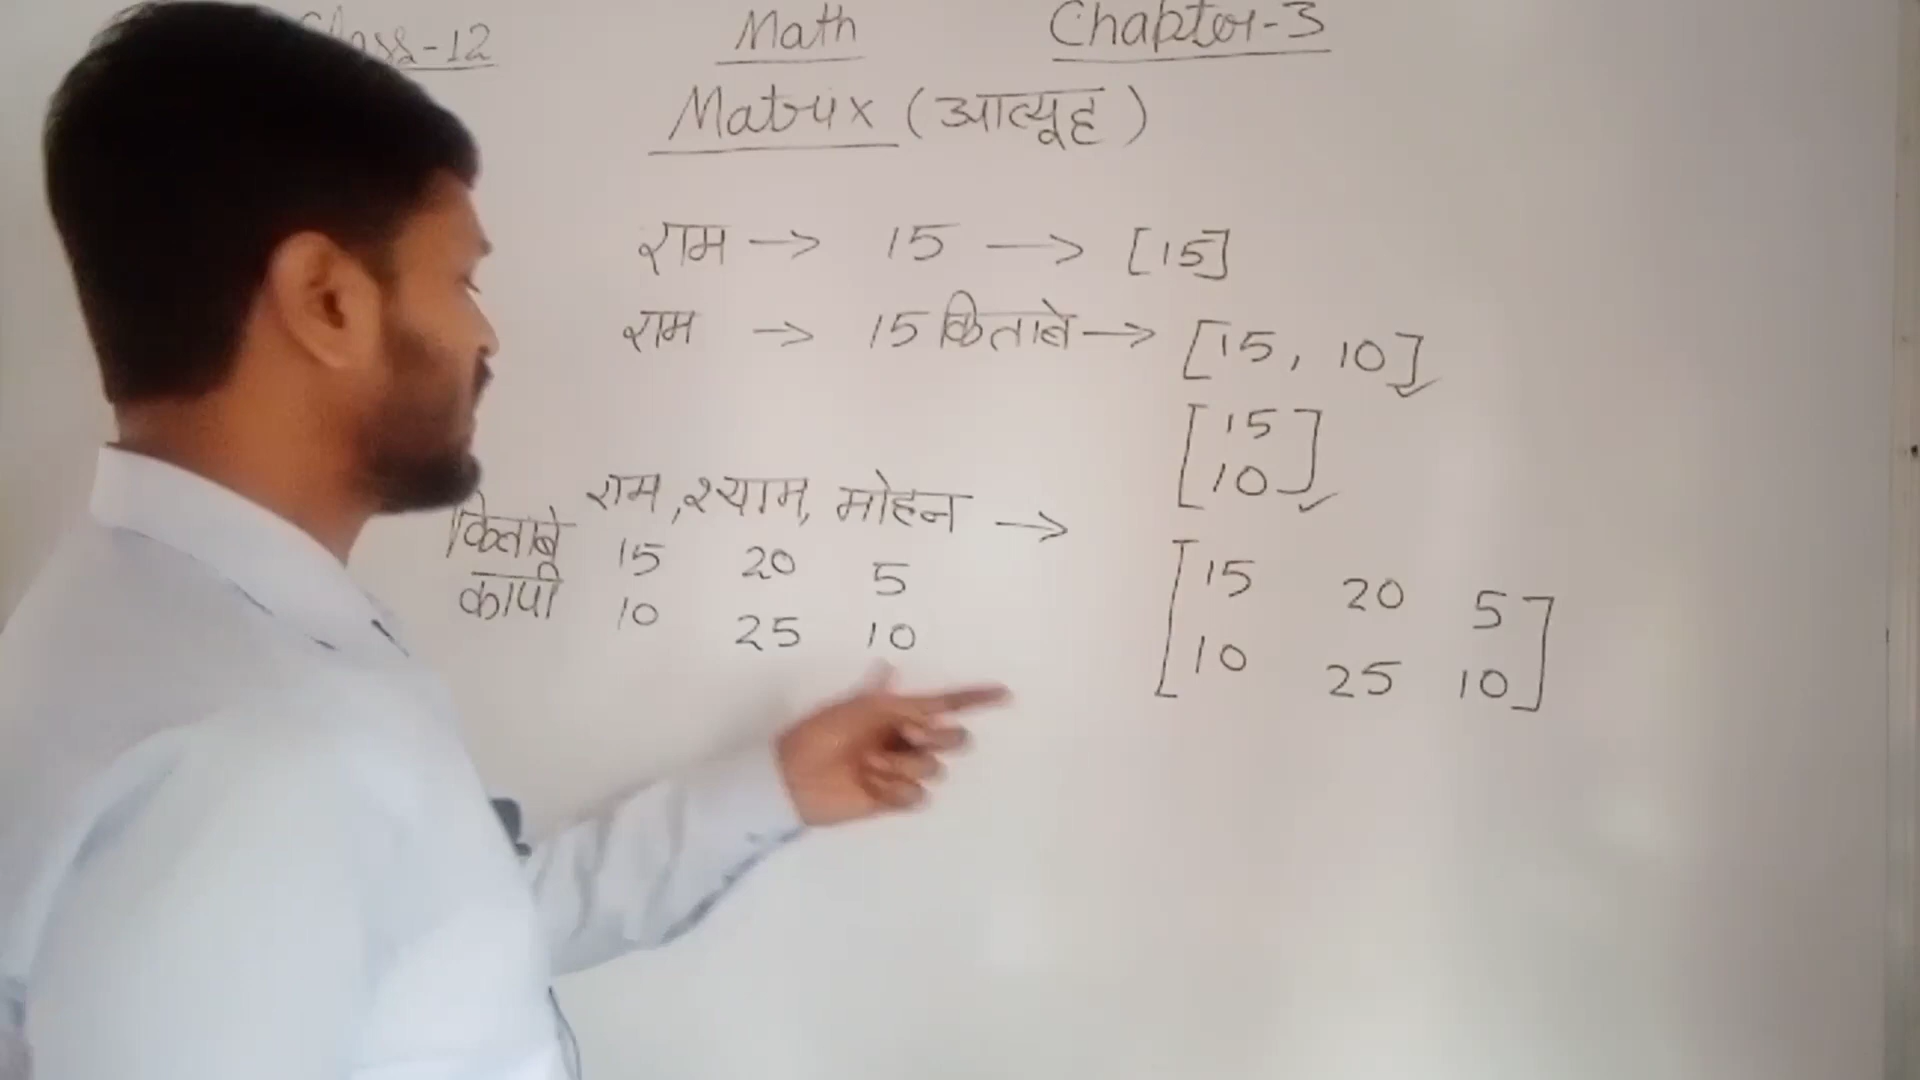 Class-12 Math Chapter-3
Matrix (आव्यूह)
राम → 15 → [15]
राम → 15 किताबे → [15, 10]
[15
10]
राम, श्याम, मोहन →
किताबे 15 20 5
कापी 10 25 10
[15 20 5
10 25 10]